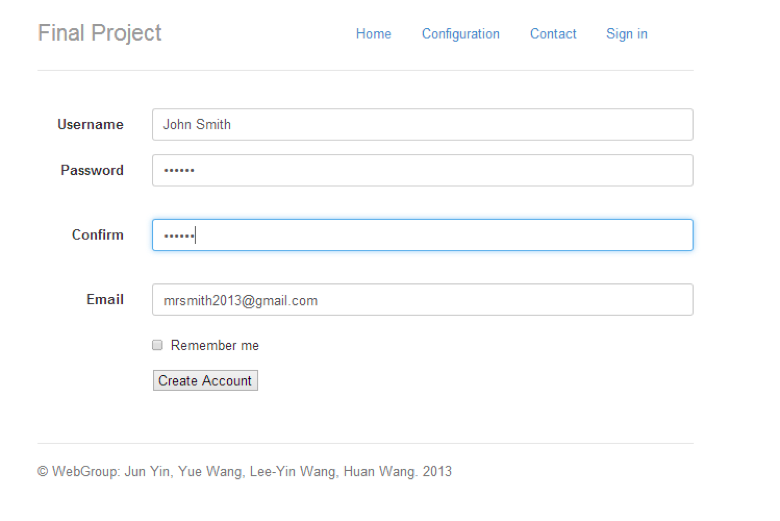 Final Project Home Configuration Contact Sign in
Username John Smith
Password ••••••
Confirm ••••••
Email mrsmith2013@gmail.com
Remember me
Create Account
© WebGroup: Jun Yin, Yue Wang, Lee-Yin Wang, Huan Wang. 2013